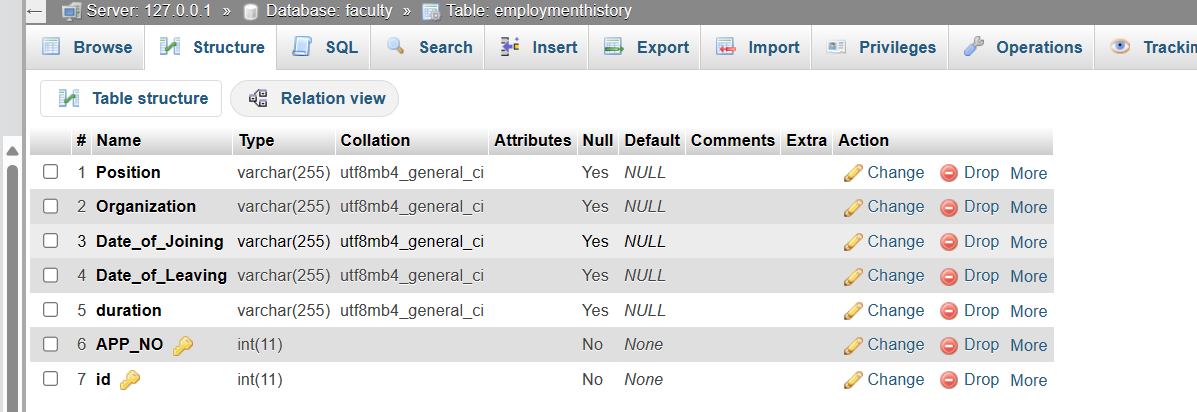 Server: 127.0.0.1 » Database: faculty » Table: employmenthistory
Browse Structure SQL Search Insert Export Import Privileges Operations Trackin
Table structure Relation view
# Name Type Collation Attributes Null Default Comments Extra Action
1 Position varchar(255) utf8mb4_general_ci Yes NULL Change Drop More
2 Organization varchar(255) utf8mb4_general_ci Yes NULL Change Drop More
3 Date_of_Joining varchar(255) utf8mb4_general_ci Yes NULL Change Drop More
4 Date_of_Leaving varchar(255) utf8mb4_general_ci Yes NULL Change Drop More
5 duration varchar(255) utf8mb4_general_ci Yes NULL Change Drop More
6 APP_NO int(11) No None Change Drop More
7 id int(11) No None Change Drop More